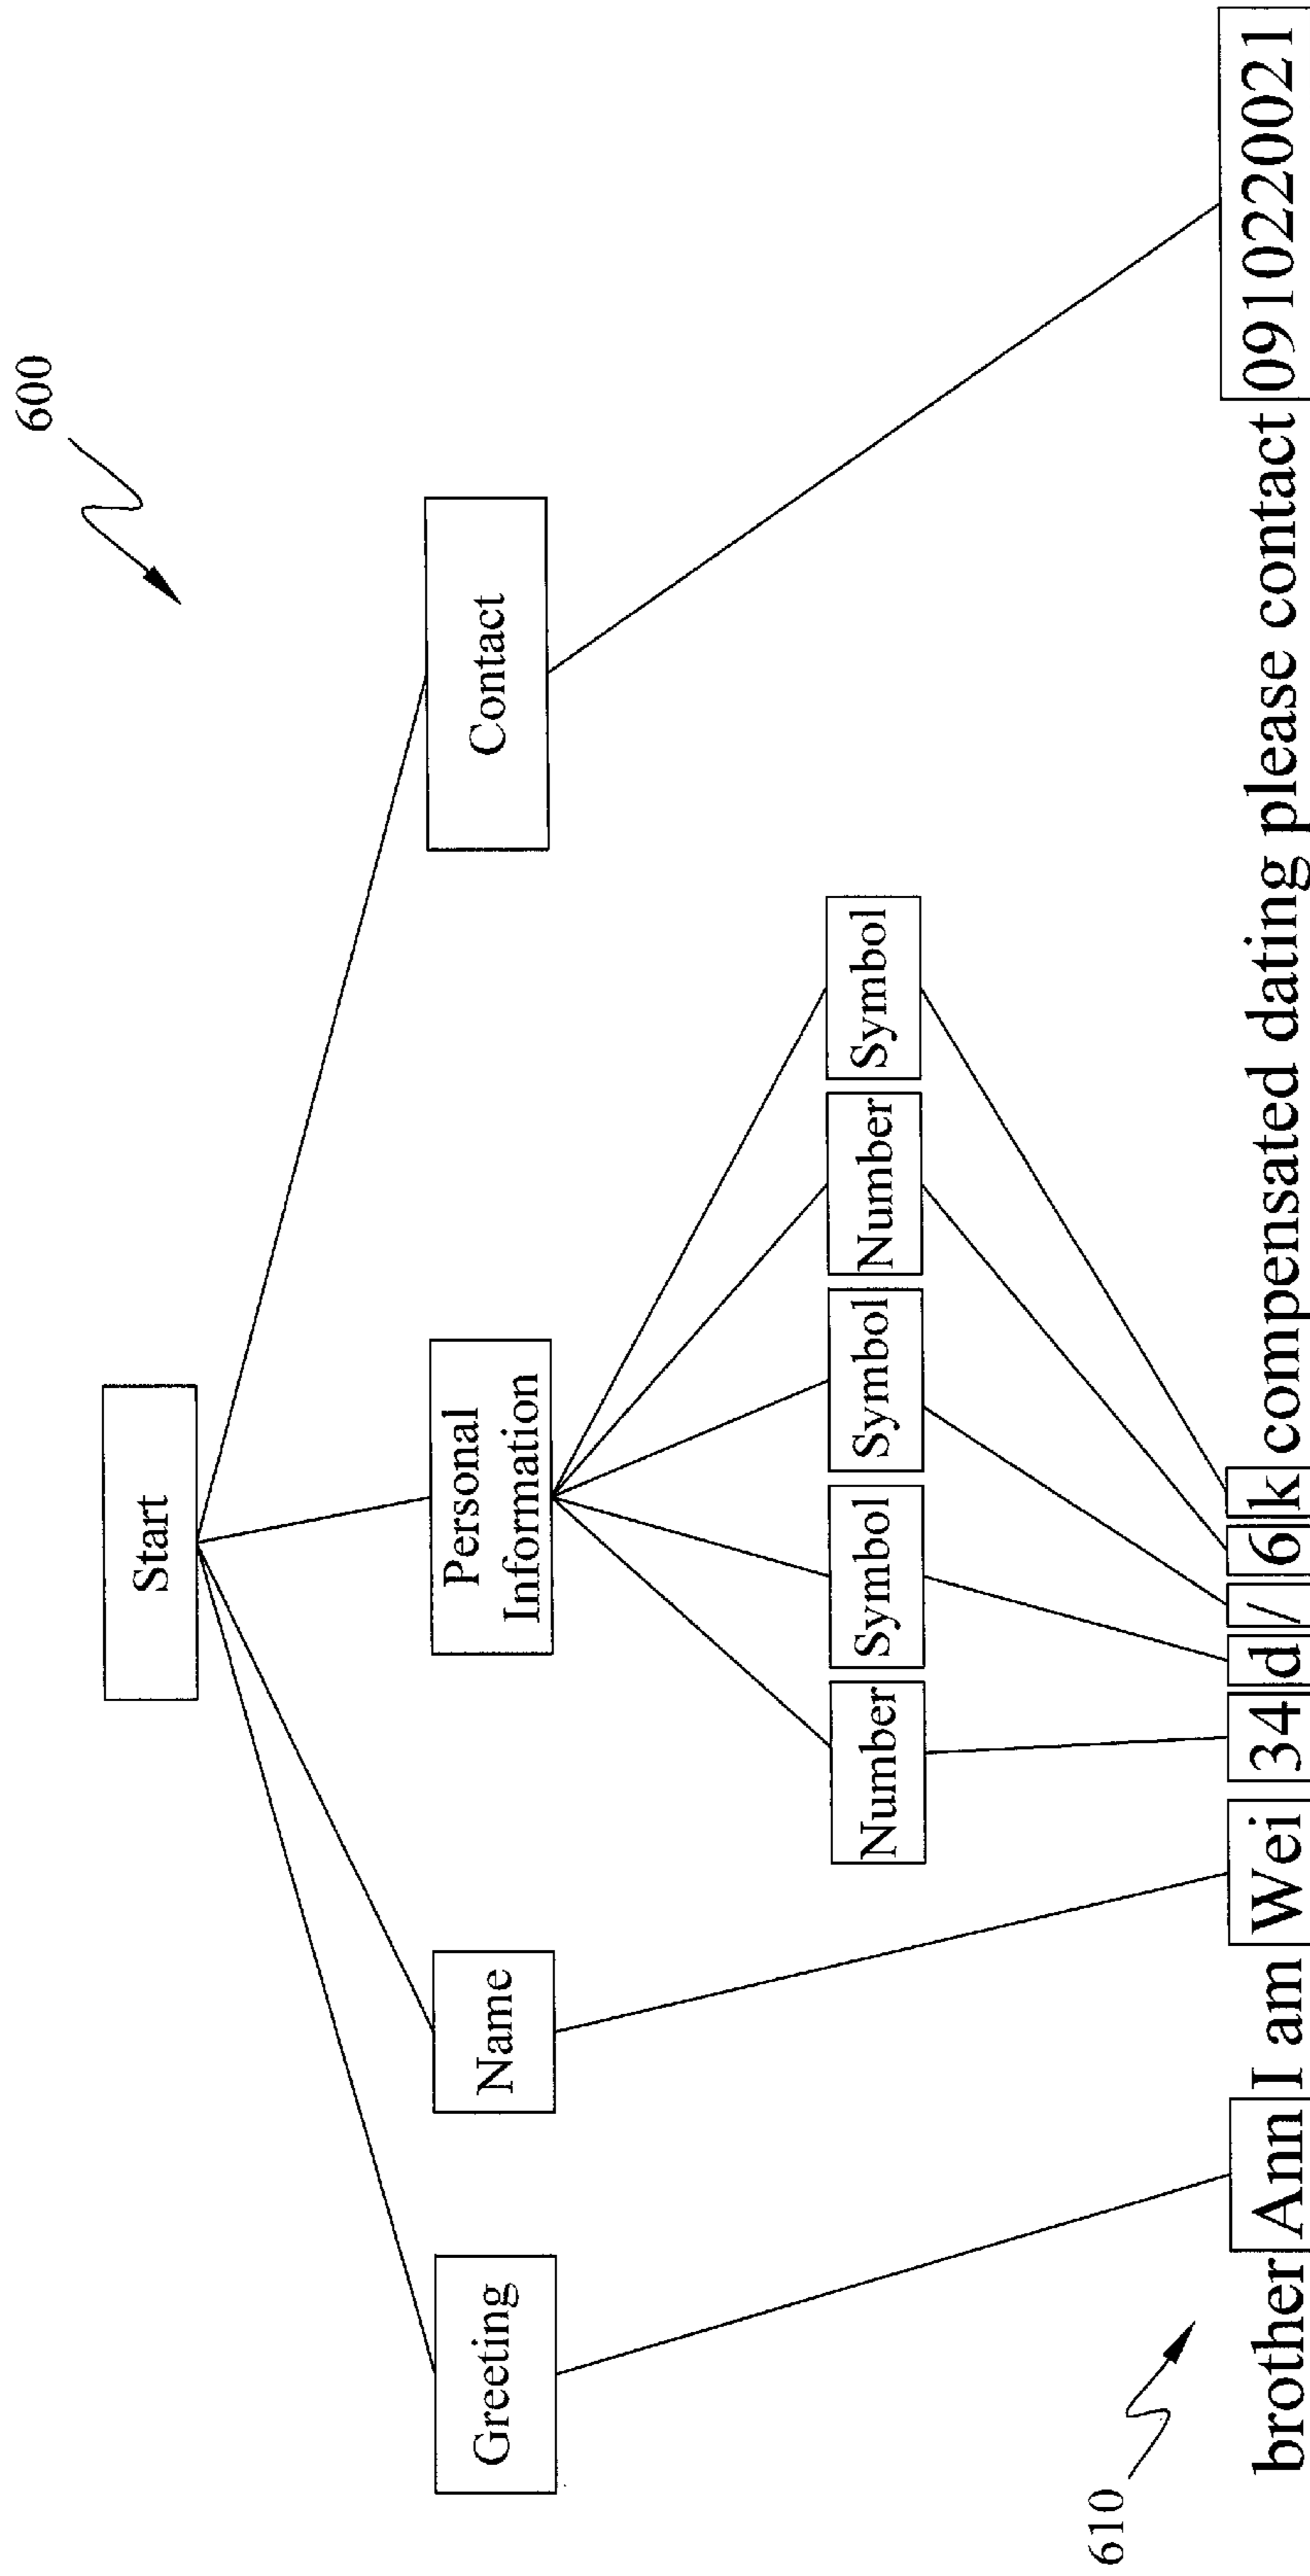 600
Start
Greeting
Name
Personal
Information
Contact
Number
Symbol
Symbol
Number
Symbol
610
brother Ann I am Wei 34 d / 6 k compensated dating please contact 0910220021